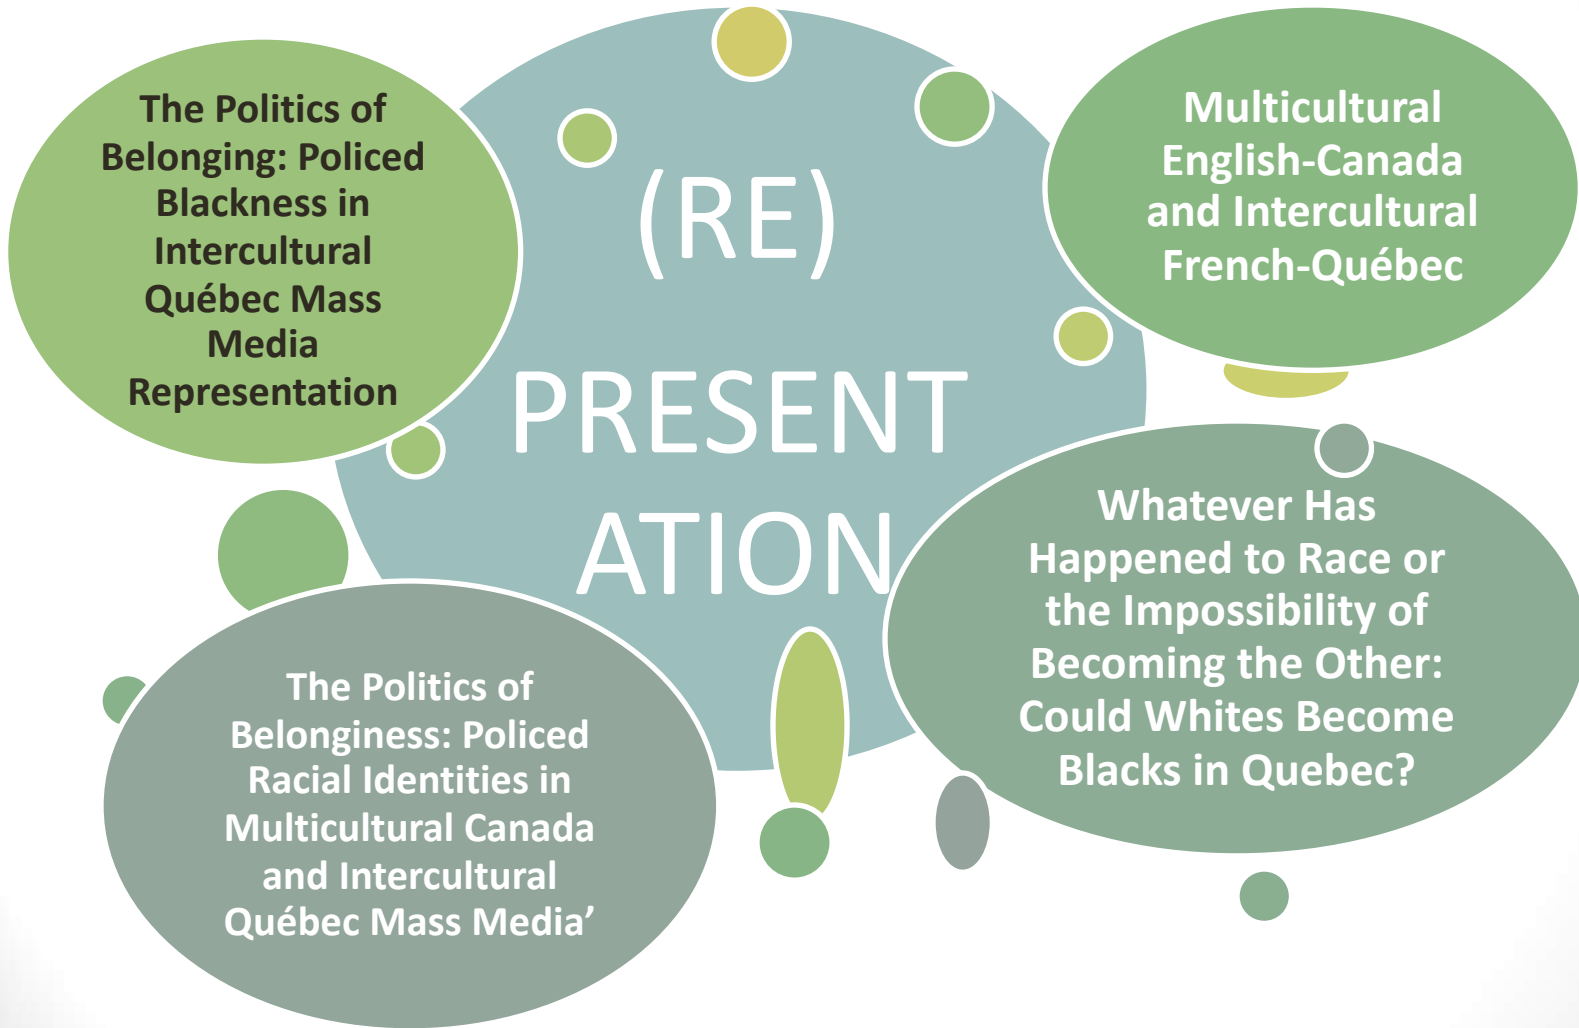 The Politics of
Belonging: Policed
Blackness in
Intercultural
Québec Mass
Media
Representation
(RE)
PRESENT
ATION
Multicultural
English-Canada
and Intercultural
French-Québec
The Politics of
Belonginess: Policed
Racial Identities in
Multicultural Canada
and Intercultural
Québec Mass Media’
Whatever Has
Happened to Race or
the Impossibility of
Becoming the Other:
Could Whites Become
Blacks in Quebec?